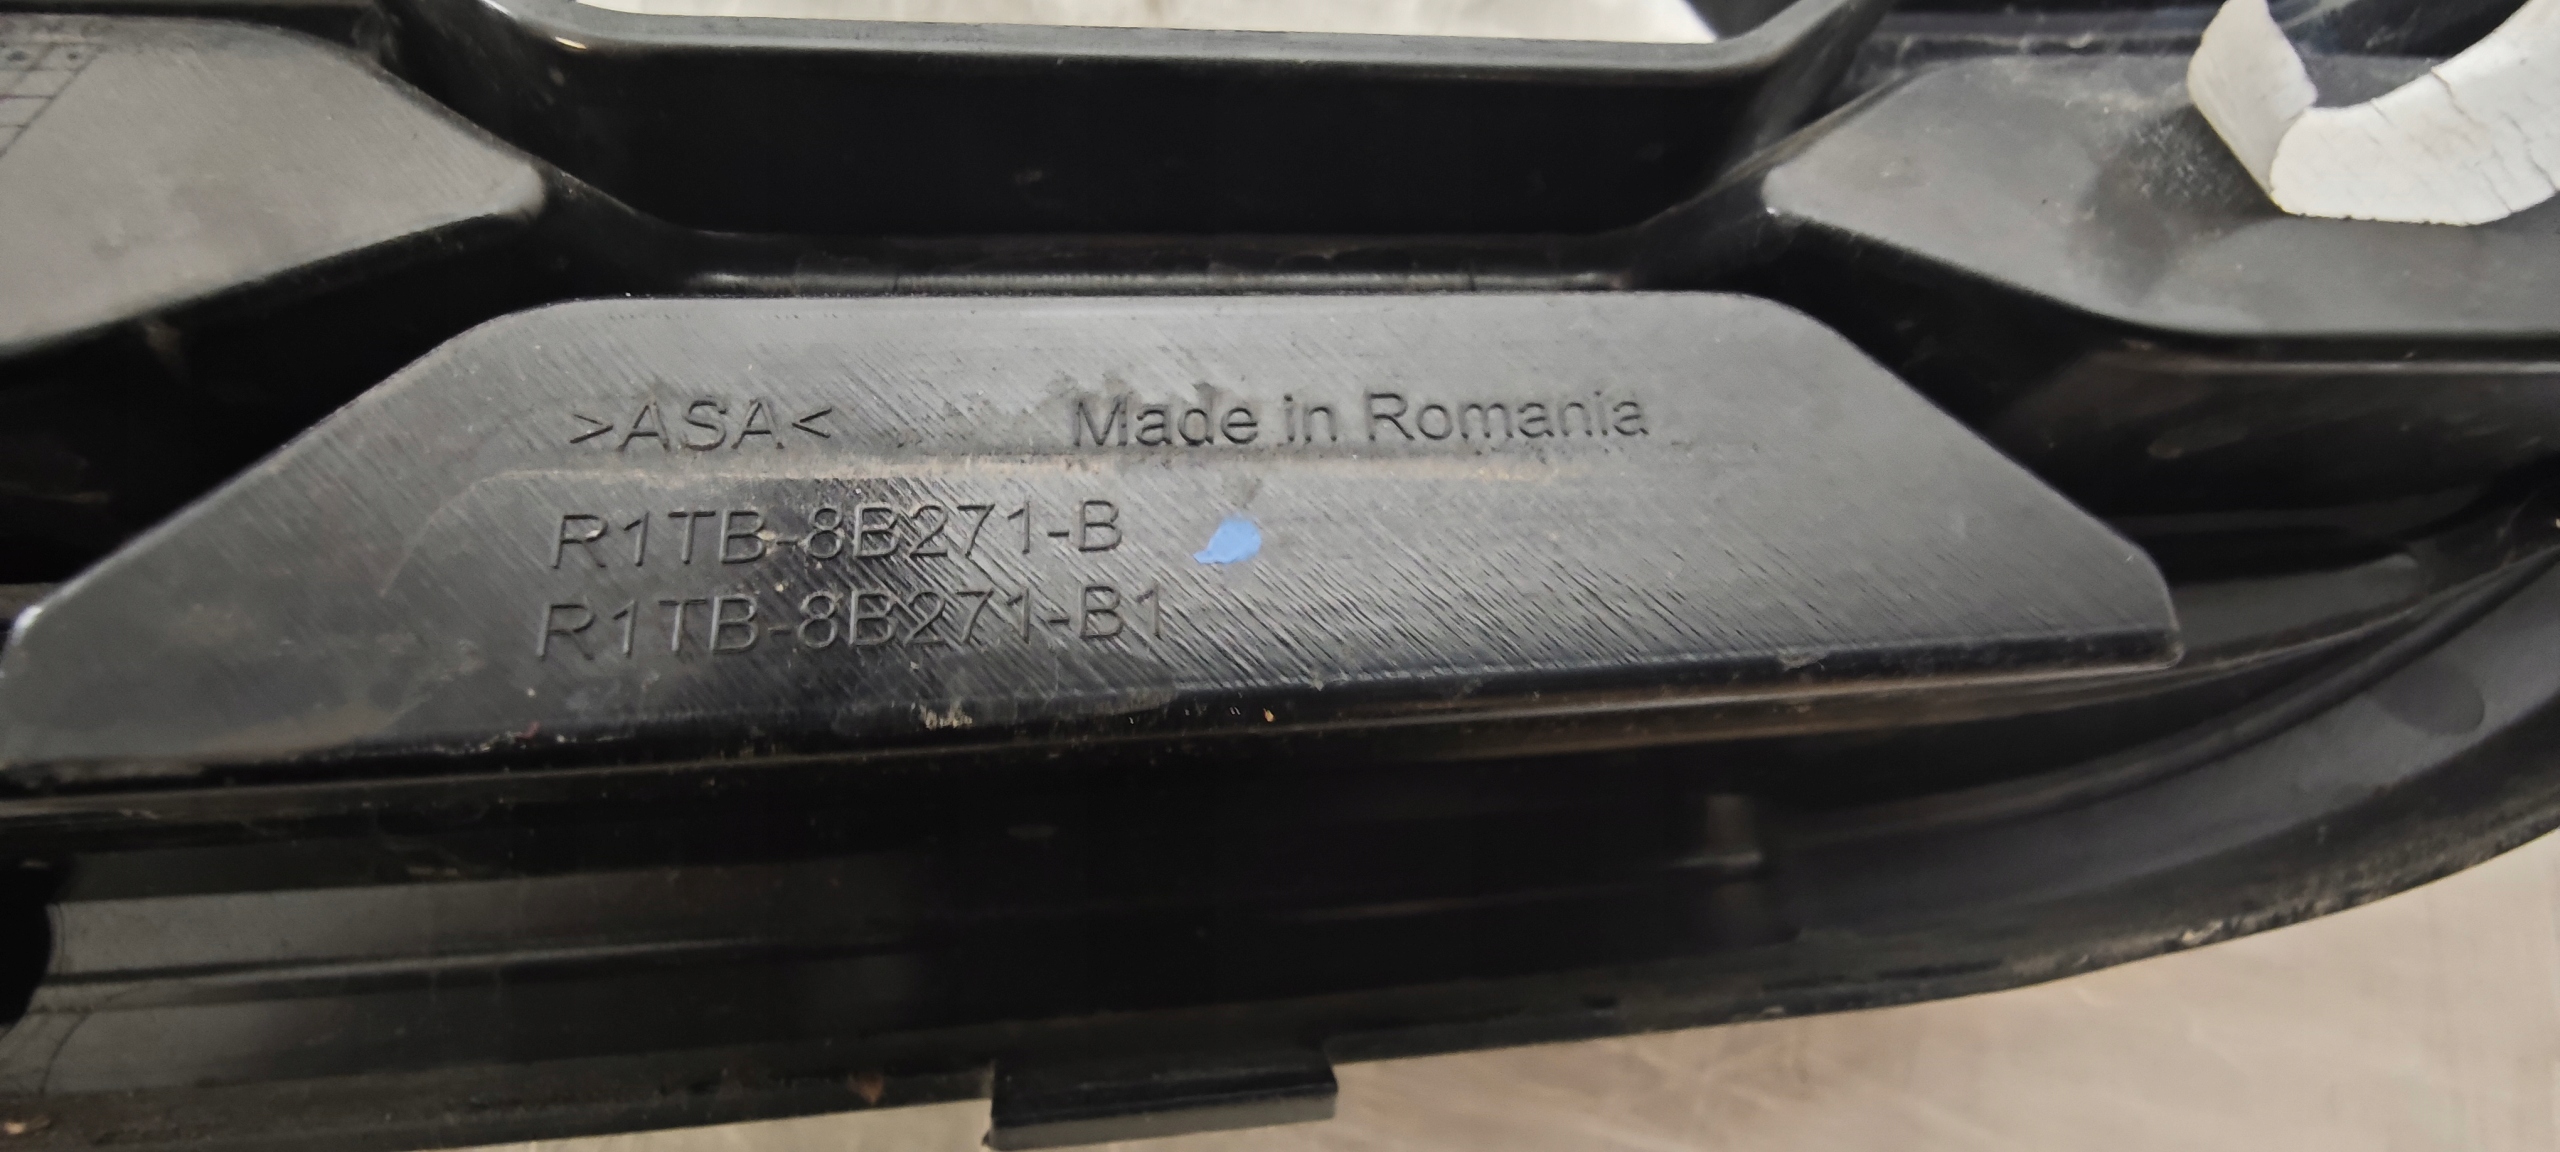 >ASA< Made in Romania
R1TB-8B271-B
R1TB-8B271-B1